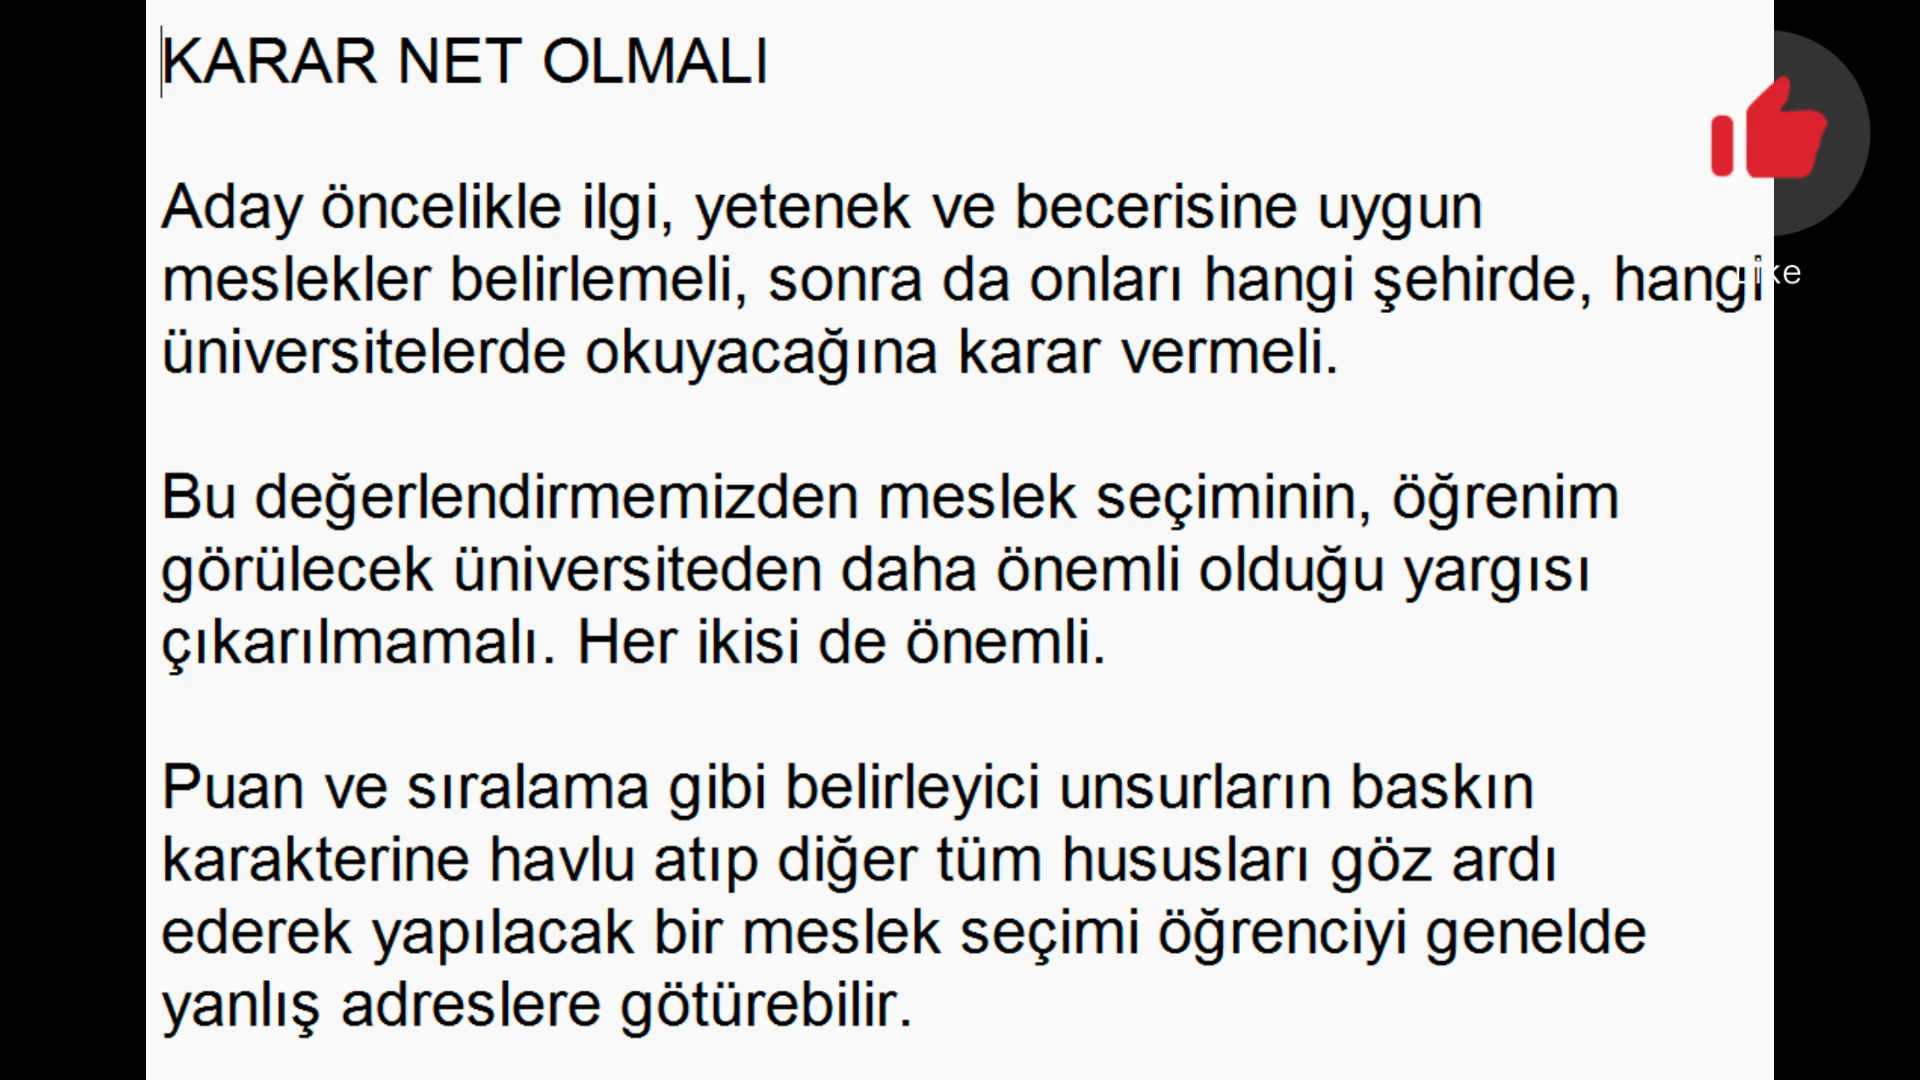 KARAR NET OLMALI
Aday öncelikle ilgi, yetenek ve becerisine uygun
meslekler belirlemeli, sonra da onları hangi şehirde, hangi
Like
üniversitelerde okuyacağına karar vermeli.
Bu değerlendirmemizden meslek seçiminin, öğrenim
görülecek üniversiteden daha önemli olduğu yargısı
çıkarılmamalı. Her ikisi de önemli.
Puan ve sıralama gibi belirleyici unsurların baskın
karakterine havlu atıp diğer tüm hususları göz ardı
ederek yapılacak bir meslek seçimi öğrenciyi genelde
yanlış adreslere götürebilir.